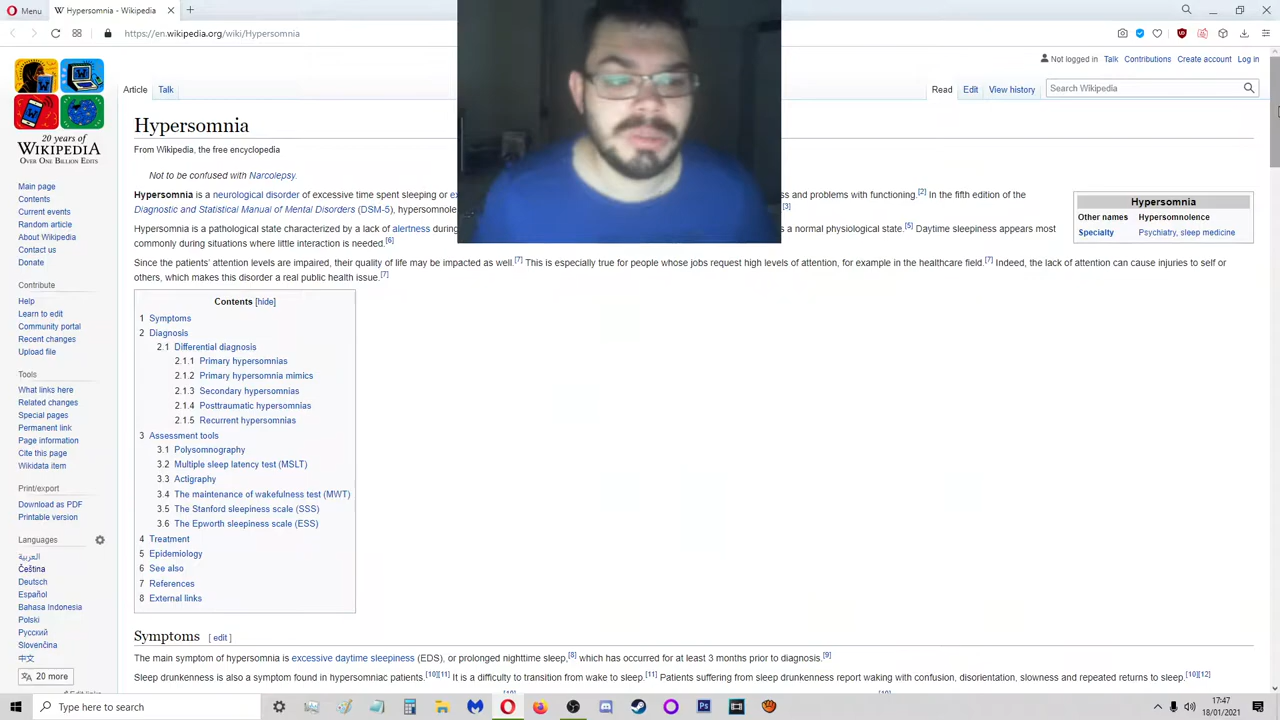 Menu
Hypersomnia - Wikipedia
https://en.wikipedia.org/wiki/Hypersomnia
Not logged in Talk Contributions Create account Log in
Article Talk
Read Edit View history Search Wikipedia
20 years of
WIKIPEDIA
OVER ONE BILLION EDITS
Main page
Contents
Current events
Random article
About Wikipedia
Contact us
Donate
Contribute
Help
Learn to edit
Community portal
Recent changes
Upload file
Tools
What links here
Related changes
Special pages
Permanent link
Page information
Cite this page
Wikidata item
Print/export
Download as PDF
Printable version
Languages
العربية
Čeština
Deutsch
Español
Bahasa Indonesia
Polski
Русский
Slovenčina
中文
20 more
Edit links
Hypersomnia
From Wikipedia, the free encyclopedia
Not to be confused with Narcolepsy.
Hypersomnia is a neurological disorder of excessive time spent sleeping or ss and problems with functioning.[2] In the fifth edition of the
Diagnostic and Statistical Manual of Mental Disorders (DSM-5), [3]
Hypersomnia is a pathological state characterized by a lack of alertness a normal physiological state.[5] Daytime sleepiness appears most
commonly during situations where little interaction is needed.[6]
Since the patients' attention levels are impaired, their quality of life may be impacted as well.[7] This is especially true for people whose jobs request high levels of attention, for example in the healthcare field.[7] Indeed, the lack of attention can cause injuries to self or
others, which makes this disorder a real public health issue.[7]
Hypersomnia
Other names Hypersomnolence
Specialty Psychiatry, sleep medicine
Contents [hide]
1 Symptoms
2 Diagnosis
2.1 Differential diagnosis
2.1.1 Primary hypersomnias
2.1.2 Primary hypersomnia mimics
2.1.3 Secondary hypersomnias
2.1.4 Posttraumatic hypersomnias
2.1.5 Recurrent hypersomnias
3 Assessment tools
3.1 Polysomnography
3.2 Multiple sleep latency test (MSLT)
3.3 Actigraphy
3.4 The maintenance of wakefulness test (MWT)
3.5 The Stanford sleepiness scale (SSS)
3.6 The Epworth sleepiness scale (ESS)
4 Treatment
5 Epidemiology
6 See also
7 References
8 External links
Symptoms [ edit ]
The main symptom of hypersomnia is excessive daytime sleepiness (EDS), or prolonged nighttime sleep,[8] which has occurred for at least 3 months prior to diagnosis.[9]
Sleep drunkenness is also a symptom found in hypersomniac patients.[10][11] It is a difficulty to transition from wake to sleep.[11] Patients suffering from sleep drunkenness report waking with confusion, disorientation, slowness and repeated returns to sleep.[10][12]
Type here to search
17:47
18/01/2021